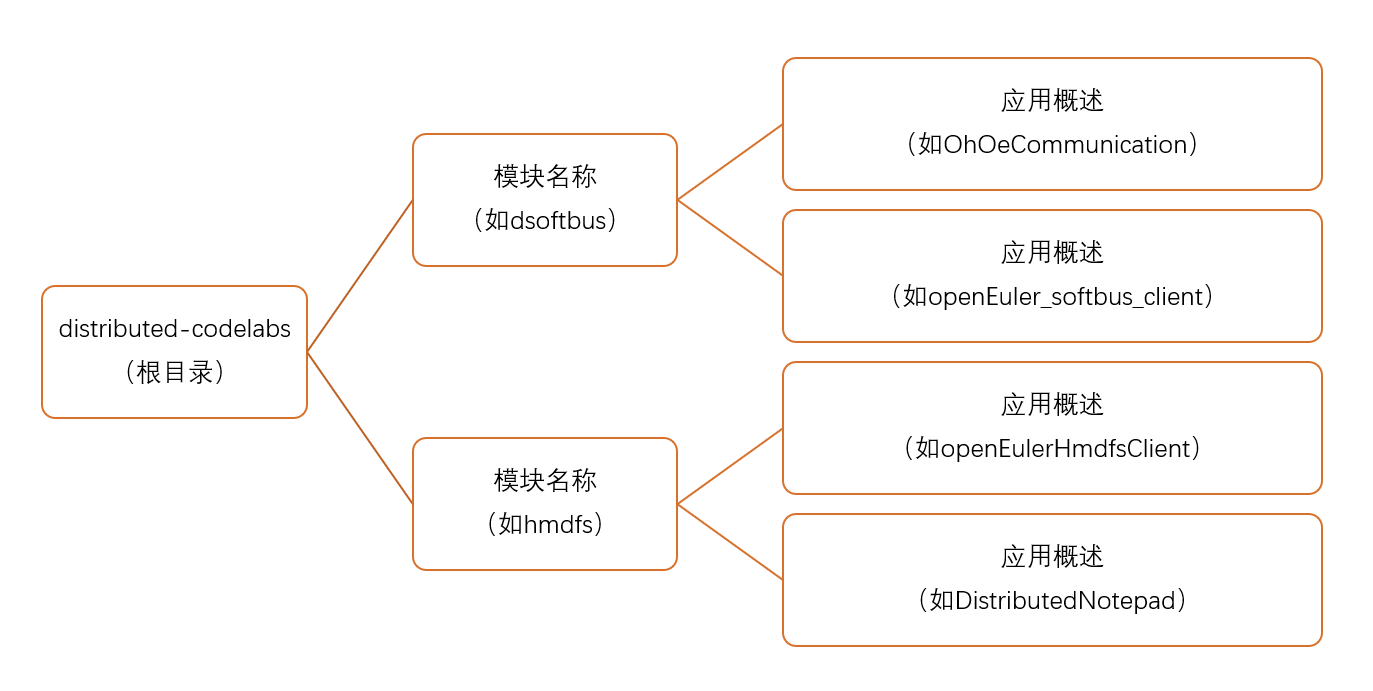 distributed-codelabs
（根目录）
模块名称
（如dsoftbus）
应用概述
（如OhOeCommunication）
应用概述
（如openEuler_softbus_client）
模块名称
（如hmdfs）
应用概述
（如openEulerHmdfsClient）
应用概述
（如DistributedNotepad）